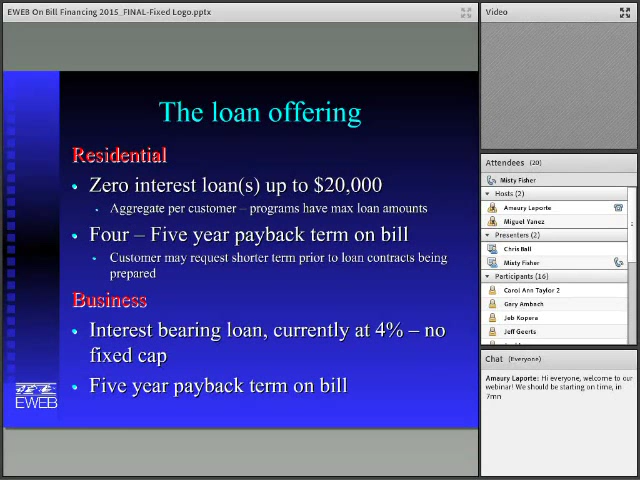 EWEB On Bill Financing 2015_FINAL-Fixed Logo.pptx
The loan offering
Residential
• Zero interest loan(s) up to $20,000
• Aggregate per customer – programs have max loan amounts
• Four – Five year payback term on bill
• Customer may request shorter term prior to loan contracts being
prepared
Business
• Interest bearing loan, currently at 4% – no
fixed cap
• Five year payback term on bill
EWEB
Video
Attendees (20)
Misty Fisher
Hosts (2)
Amaury Laporte
Miguel Yanez
Presenters (2)
Chris Ball
Misty Fisher
Participants (16)
Carol Ann Taylor 2
Gary Ambach
Jeb Kopera
Jeff Geerts
Chat (Everyone)
Amaury Laporte: Hi everyone, welcome to our
webinar! We should be starting on time, in
7mn